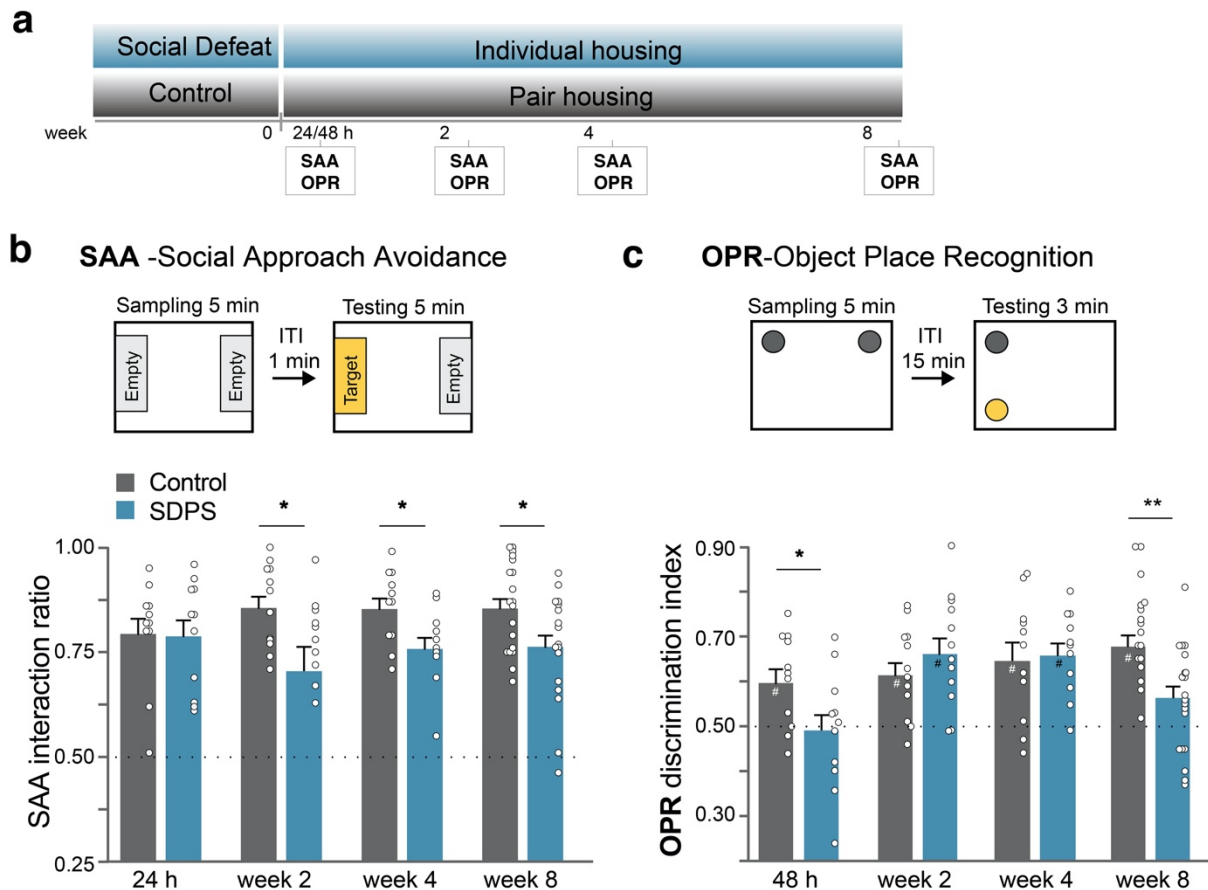 a
Social Defeat
Individual housing
Control
Pair housing
week 0 24/48 h 2 4 8
SAA SAA SAA SAA
OPR OPR OPR OPR
b SAA -Social Approach Avoidance
Sampling 5 min Testing 5 min
Empty Empty ITI 1 min Target Empty
Control
SDPS
* * *
SAA interaction ratio
1.00
0.75
0.50
0.25
24 h week 2 week 4 week 8
c OPR-Object Place Recognition
Sampling 5 min Testing 3 min
ITI
15 min
* **
OPR discrimination index
0.90
0.70
0.50
0.30
# # # # # #
48 h week 2 week 4 week 8